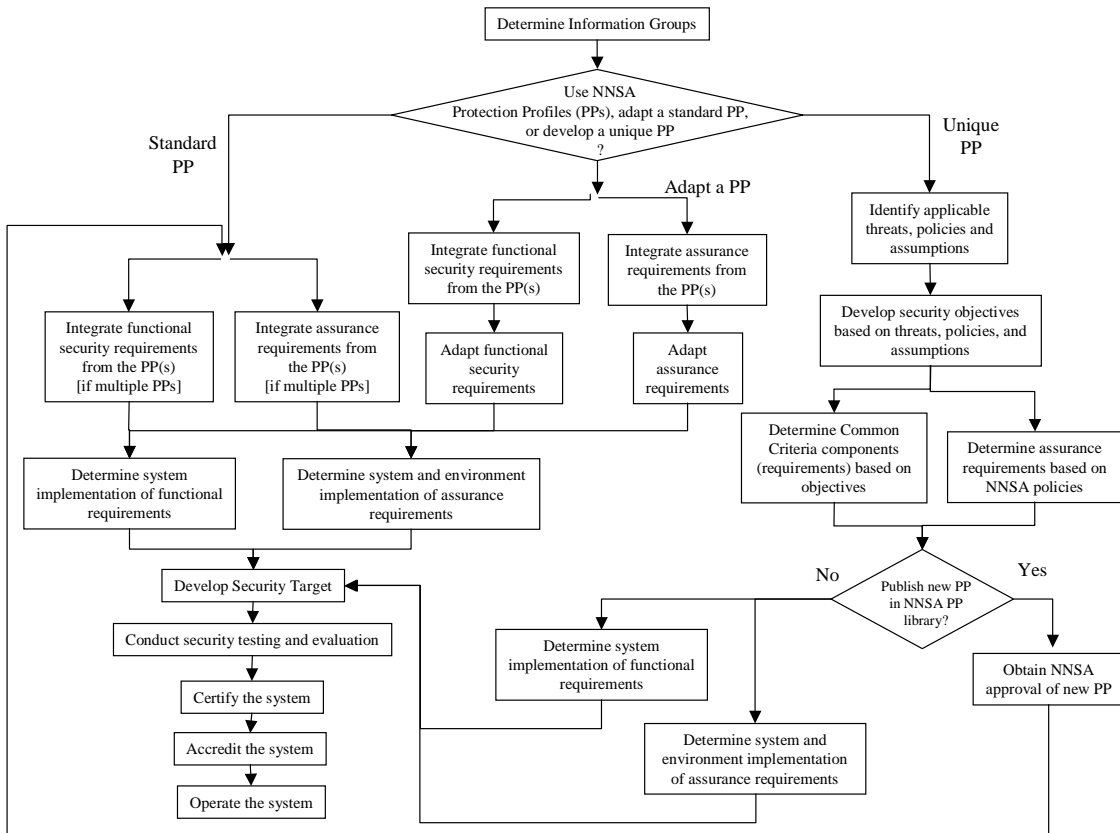 Determine Information Groups
Use NNSA
Protection Profiles (PPs), adapt a standard PP,
or develop a unique PP
?
Standard
PP
Unique
PP
Adapt a PP
Identify applicable
threats, policies and
assumptions
Integrate functional
security requirements
from the PP(s)
Integrate assurance
requirements from
the PP(s)
Develop security objectives
based on threats, policies, and
assumptions
Integrate functional
security requirements
from the PP(s)
[if multiple PPs]
Integrate assurance
requirements from
the PP(s)
[if multiple PPs]
Adapt functional
security
requirements
Adapt
assurance
requirements
Determine Common
Criteria components
(requirements) based on
objectives
Determine assurance
requirements based on
NNSA policies
Determine system
implementation of functional
requirements
Determine system and environment
implementation of assurance
requirements
Develop Security Target
No
Yes
Publish new PP
in NNSA PP
library?
Conduct security testing and evaluation
Determine system
implementation of functional
requirements
Obtain NNSA
approval of new PP
Certify the system
Accredit the system
Determine system and
environment implementation
of assurance requirements
Operate the system